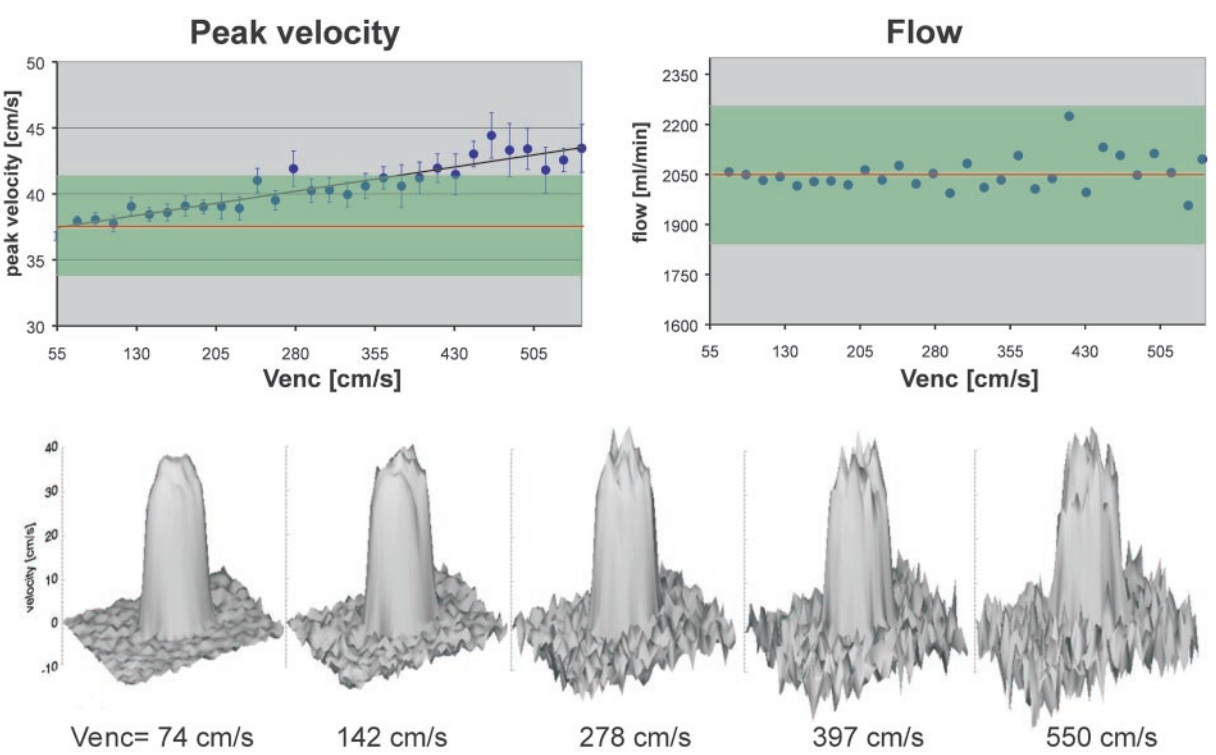 Peak velocity
50
45
40
35
30
peak velocity [cm/s]
55 130 205 280 355 430 505
Venc [cm/s]
Flow
2350
2200
2050
1900
1750
1600
flow [ml/min]
55 130 205 280 355 430 505
Venc [cm/s]
40
30
20
10
0
-10
velocity [cm/s]
Venc= 74 cm/s 142 cm/s 278 cm/s 397 cm/s 550 cm/s